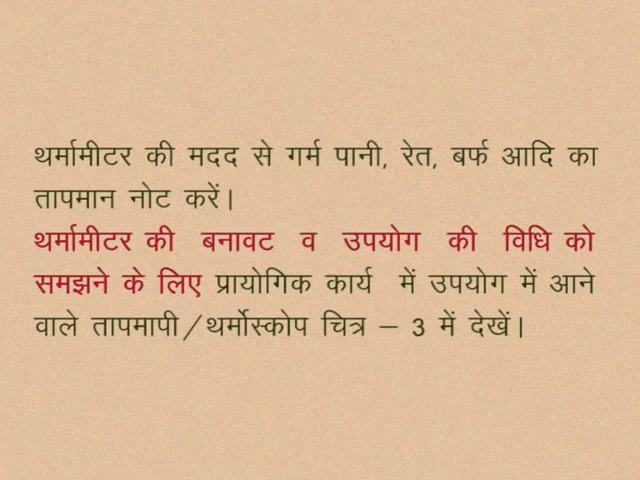 थर्मामीटर की मदद से गर्म पानी, रेत, बर्फ आदि का
तापमान नोट करें।
थर्मामीटर की बनावट व उपयोग की विधि को
समझने के लिए प्रायोगिक कार्य में उपयोग में आने
वाले तापमापी/थर्मोस्कोप चित्र – 3 में देखें।